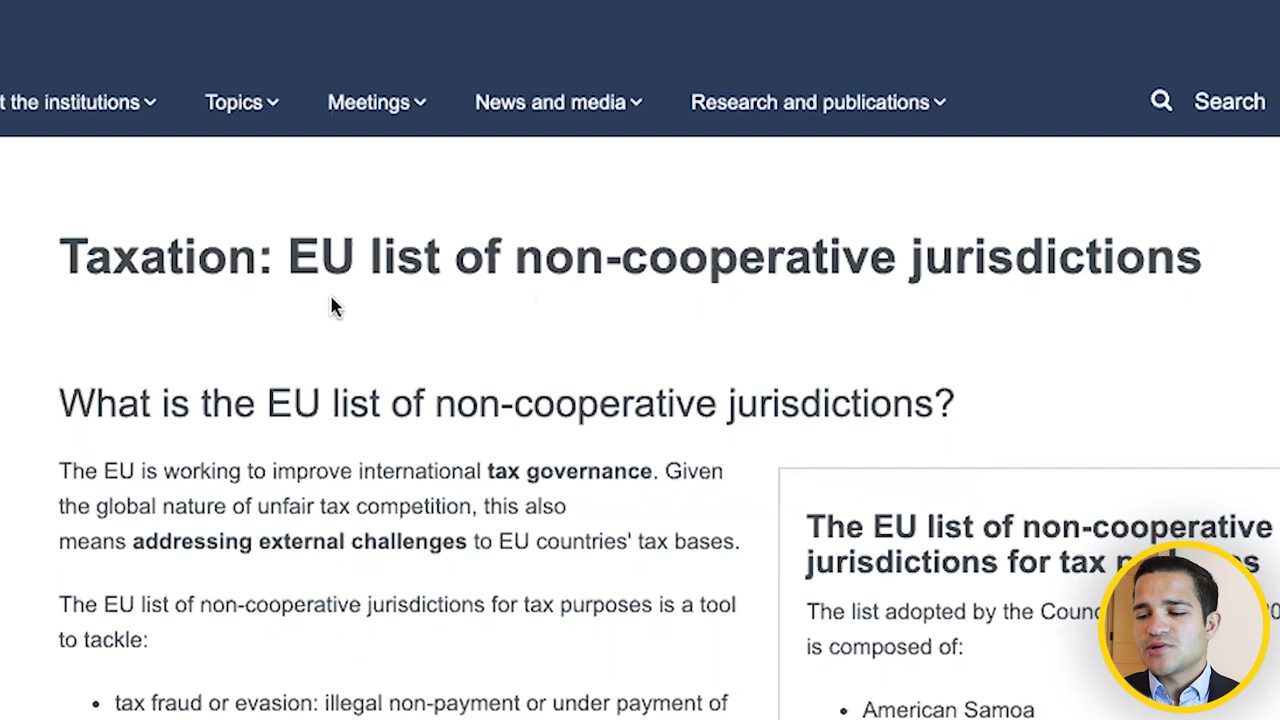 t the institutions Topics Meetings News and media Research and publications Search
Taxation: EU list of non-cooperative jurisdictions
What is the EU list of non-cooperative jurisdictions?
The EU is working to improve international tax governance. Given
the global nature of unfair tax competition, this also
means addressing external challenges to EU countries' tax bases.
The EU list of non-cooperative jurisdictions for tax purposes is a tool
to tackle:
• tax fraud or evasion: illegal non-payment or under payment of
The EU list of non-cooperative
jurisdictions for tax
The list adopted by the
is composed of:
• American Samoa